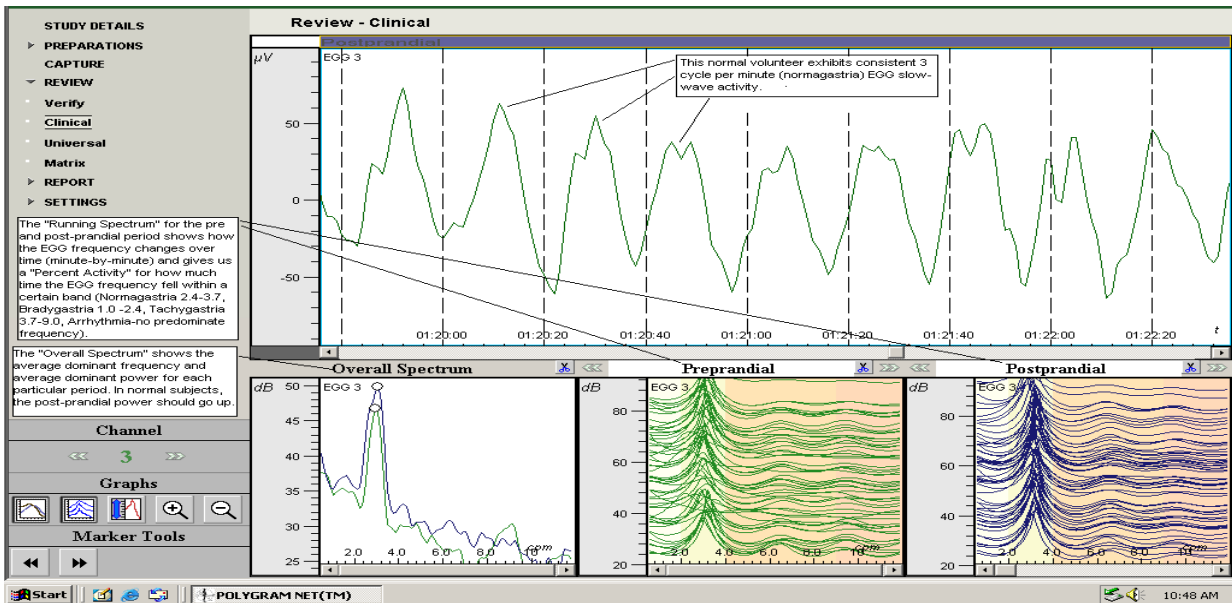 STUDY DETAILS
PREPARATIONS
CAPTURE
REVIEW
Verify
Clinical
Universal
Matrix
REPORT
SETTINGS
The "Running Spectrum" for the pre
and post-prandial period shows how
the EGG frequency changes over
time (minute-by-minute) and gives us
a "Percent Activity" for how much
time the EGG frequency fell within a
certain band (Normagastria 2.4-3.7,
Bradygastria 1.0 -2.4, Tachygastria
3.7-9.0, Arrhythmia-no predominate
frequency).
The "Overall Spectrum" shows the
average dominant frequency and
average dominant power for each
particular period. In normal subjects,
the post-prandial power should go up.
Channel
3
Graphs
Marker Tools
Review - Clinical
Postprandial
µV
EGG 3
This normal volunteer exhibits consistent 3
cycle per minute (normagastria) EGG slow-
wave activity.
50
0
-50
01:20:00 01:20:20 01:20:40 01:21:00 01:21:20 01:21:40 01:22:00 01:22:20 t
Overall Spectrum
dB
EGG 3
50
45
40
35
30
25
2.0 4.0 6.0 8.0 cpm
Preprandial
dB
EGG 3
80
60
40
20
2.0 4.0 6.0 8.0 10 cpm
Postprandial
dB
EGG 3
80
60
40
20
2.0 4.0 6.0 8.0 10 cpm
Start
POLYGRAM NET(TM)
10:48 AM